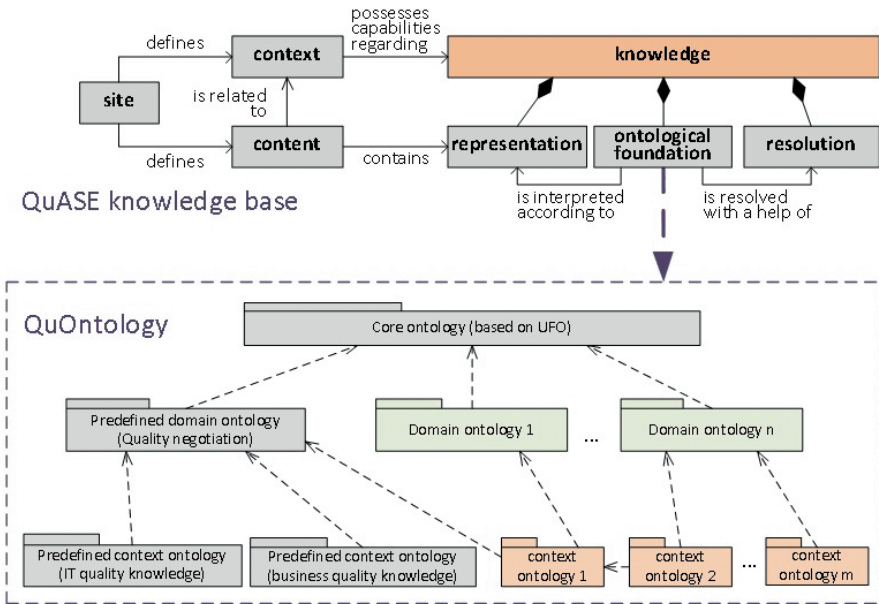 possesses
capabilities
regarding
defines
context
knowledge
site
is related
to
defines
content
contains
representation
ontological
foundation
resolution
is interpreted
according to
is resolved
with a help of
QuASE knowledge base
QuOntology
Core ontology (based on UFO)
Predefined domain ontology
(Quality negotiation)
Domain ontology 1
...
Domain ontology n
Predefined context ontology
(IT quality knowledge)
Predefined context ontology
(business quality knowledge)
context
ontology 1
context
ontology 2
...
context
ontology m